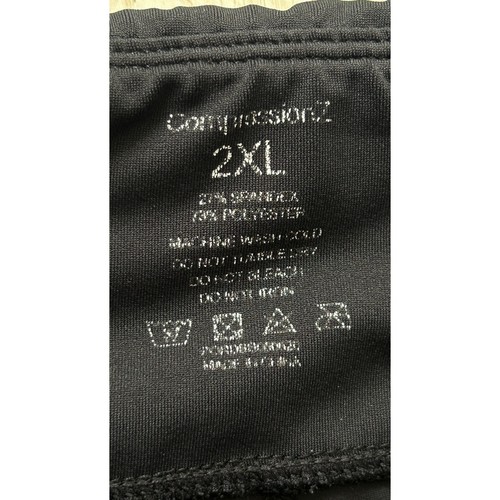 CompressionZ
2XL
27% SPANDEX
73% POLYESTER
MACHINE WASH COLD
DO NOT TUMBLE DRY
DO NOT BLEACH
DO NOT IRON
MADE IN CHINA